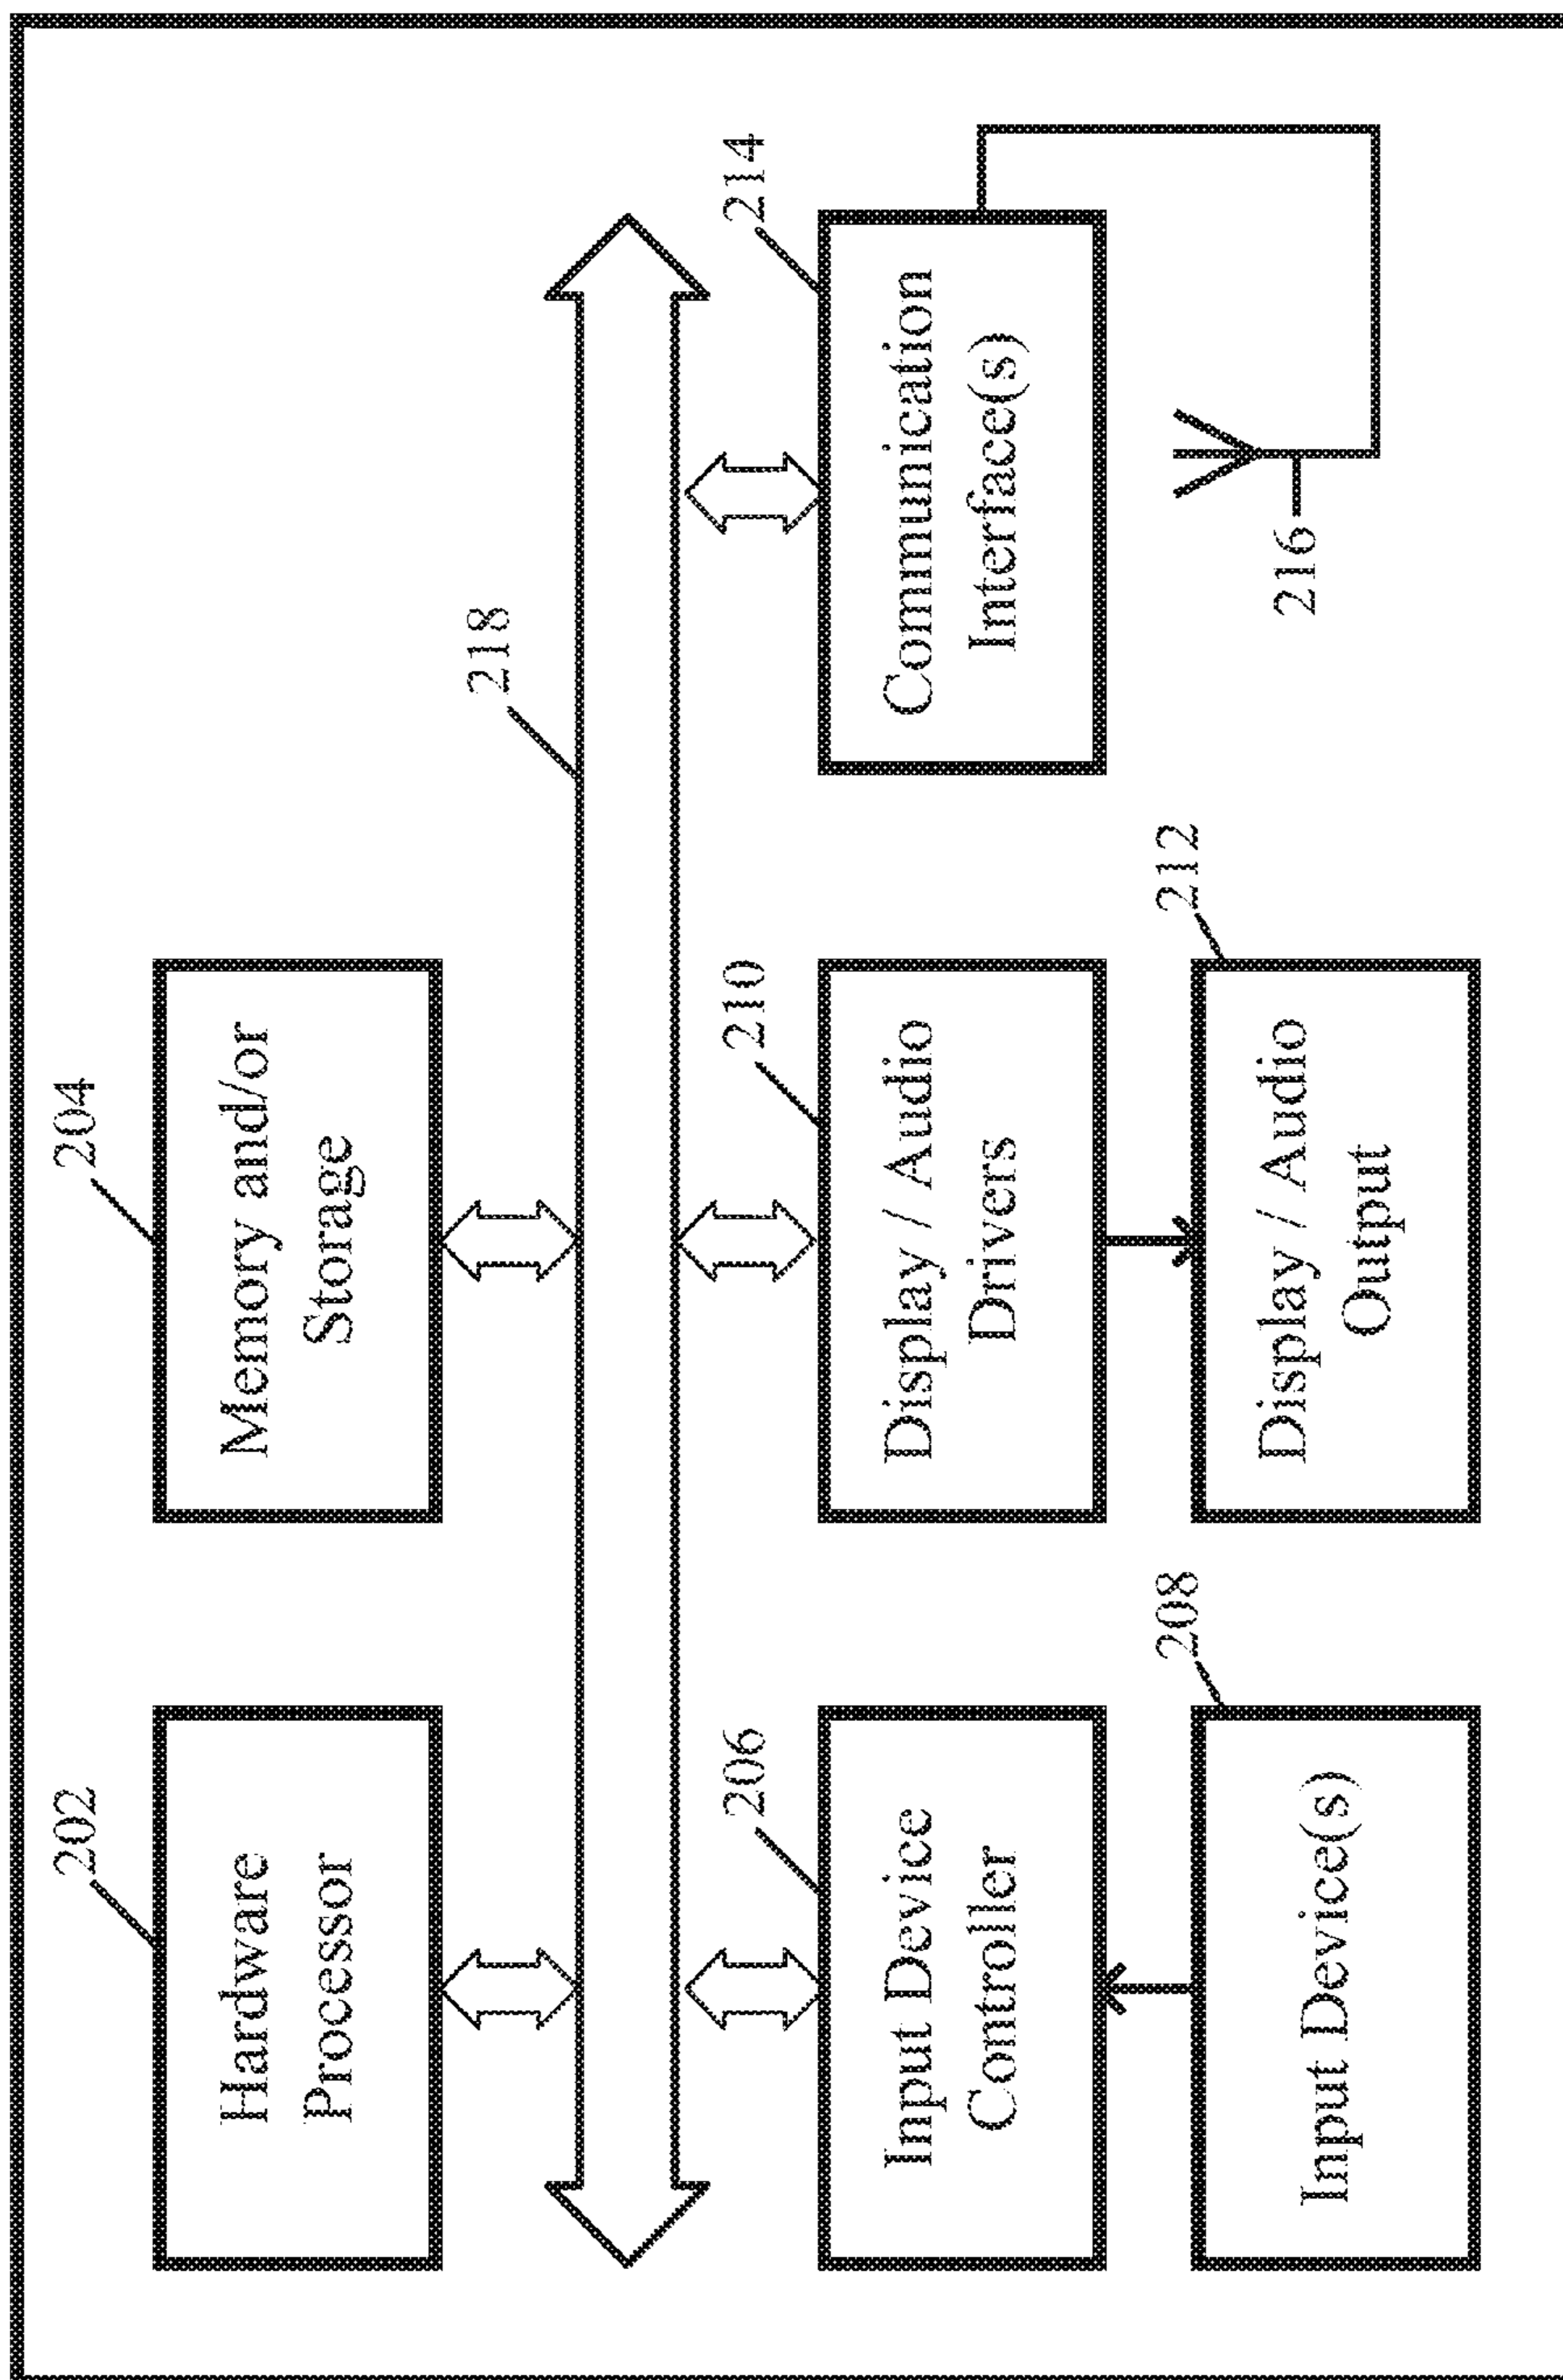 202
Hardware
Processor
204
Memory and/or
Storage
218
206
Input Device
Controller
210
Display / Audio
Drivers
214
Communication
Interface(s)
208
Input Device(s)
212
Display / Audio
Output
216